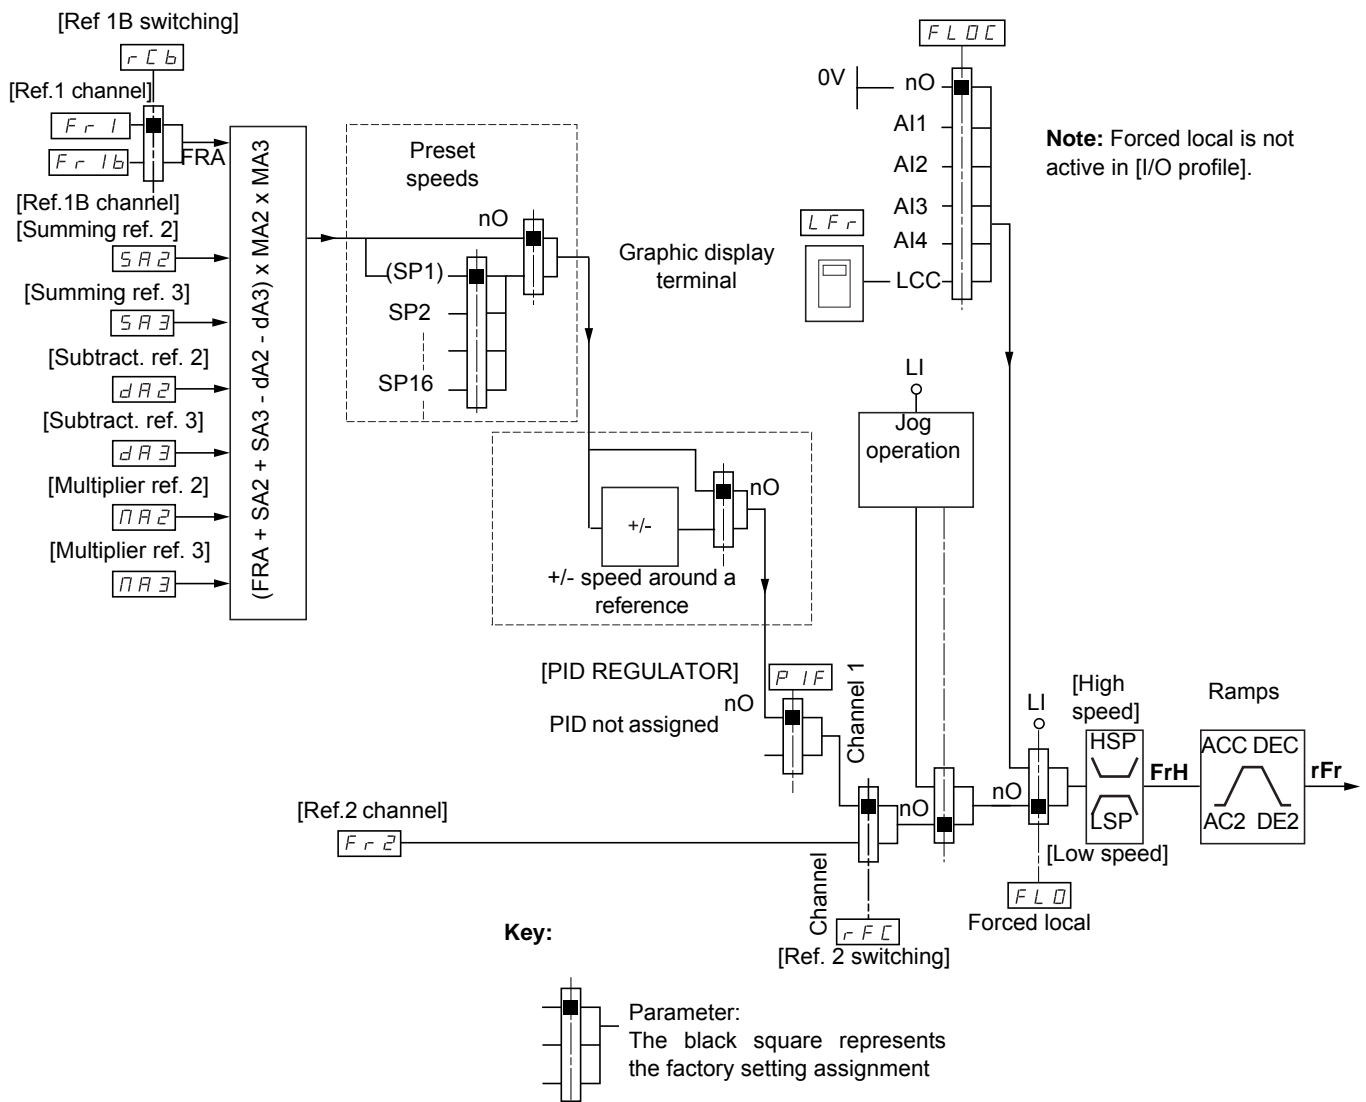 [Ref 1B switching]
rCb
[Ref.1 channel]
Fr1
Fr1b
FRA
[Ref.1B channel]
[Summing ref. 2]
SA2
[Summing ref. 3]
SA3
[Subtract. ref. 2]
dA2
[Subtract. ref. 3]
dA3
[Multiplier ref. 2]
MA2
[Multiplier ref. 3]
MA3
(FRA + SA2 + SA3 - dA2 - dA3) x MA2 x MA3
Preset
speeds
nO
(SP1)
SP2
SP16
+/-
nO
+/- speed around a
reference
FLOC
0V
nO
AI1
AI2
AI3
AI4
LCC
LFr
Graphic display
terminal
Note: Forced local is not
active in [I/O profile].
LI
Jog
operation
[PID REGULATOR]
PIF
nO
PID not assigned
Channel 1
[Ref.2 channel]
Fr2
Channel
rFC
[Ref. 2 switching]
nO
nO
LI
FLO
Forced local
[High
speed]
HSP
LSP
[Low speed]
FrH
Ramps
ACC DEC
AC2 DE2
rFr
Key:
Parameter:
The black square represents
the factory setting assignment